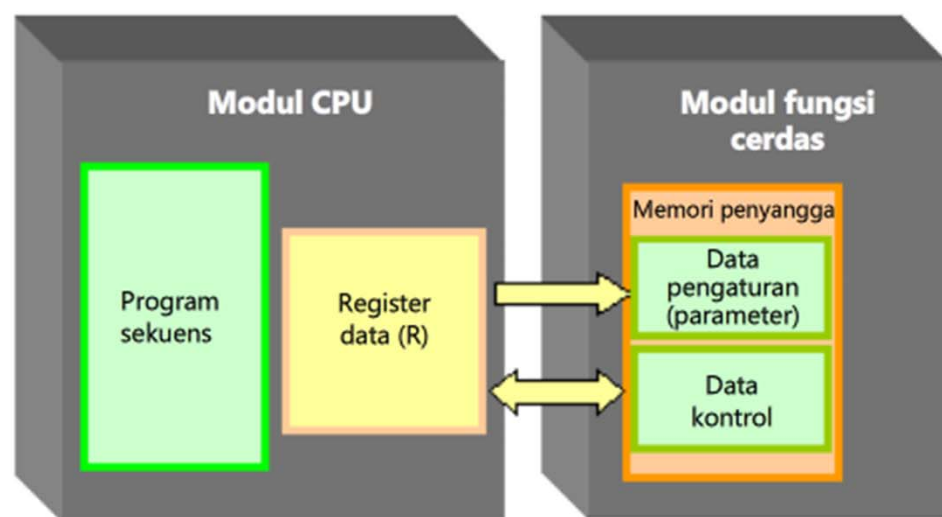 Modul CPU
Program
sekuens
Register
data (R)
Modul fungsi
cerdas
Memori penyangga
Data
pengaturan
(parameter)
Data
kontrol